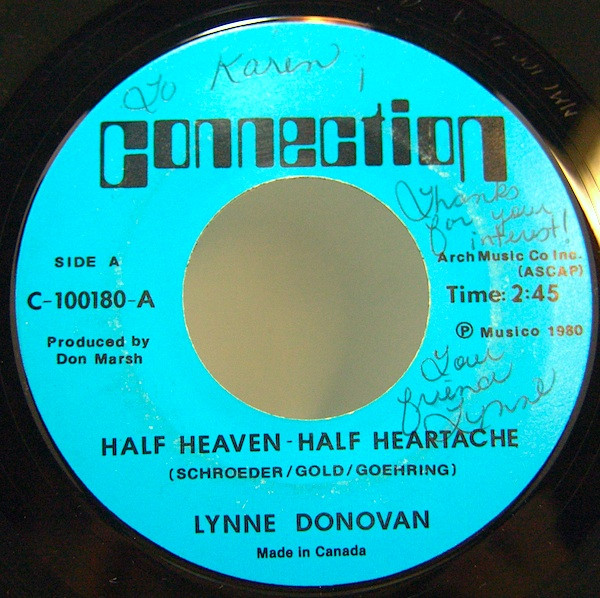 To Karen,
connection
Thanks
for your
interest!
SIDE A
Arch Music Co Inc.
(ASCAP)
C-100180-A
Time: 2:45
Produced by
Don Marsh
℗ Musico 1980
Your
friend
Lynne
HALF HEAVEN - HALF HEARTACHE
(SCHROEDER/GOLD/GOEHRING)
LYNNE DONOVAN
Made in Canada